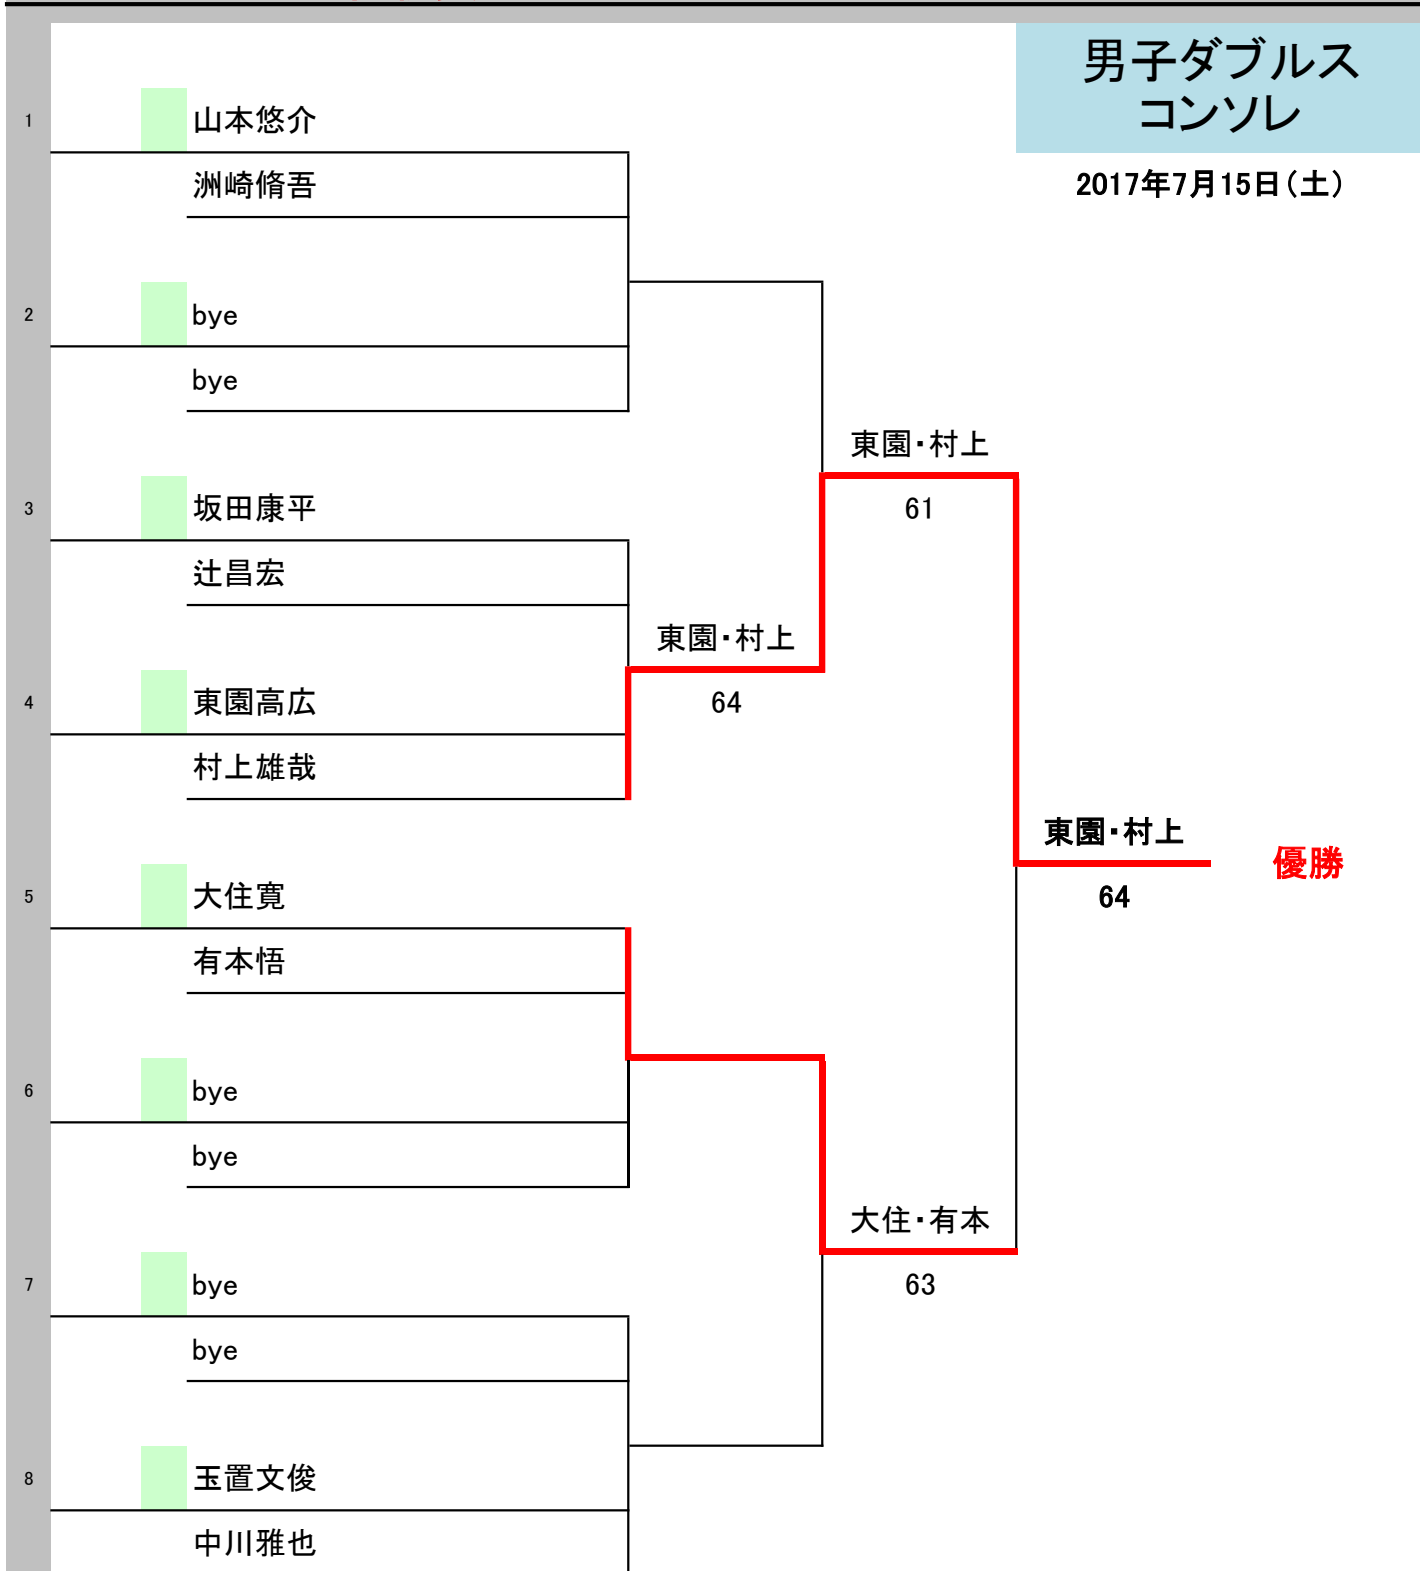 男子ダブルス
コンソレ
2017年7月15日(土)
1
山本悠介
洲崎脩吾
2
bye
bye
東園・村上
61
3
坂田康平
辻昌宏
東園・村上
64
4
東園高広
村上雄哉
東園・村上
64
優勝
5
大住寛
有本悟
6
bye
bye
大住・有本
63
7
bye
bye
8
玉置文俊
中川雅也